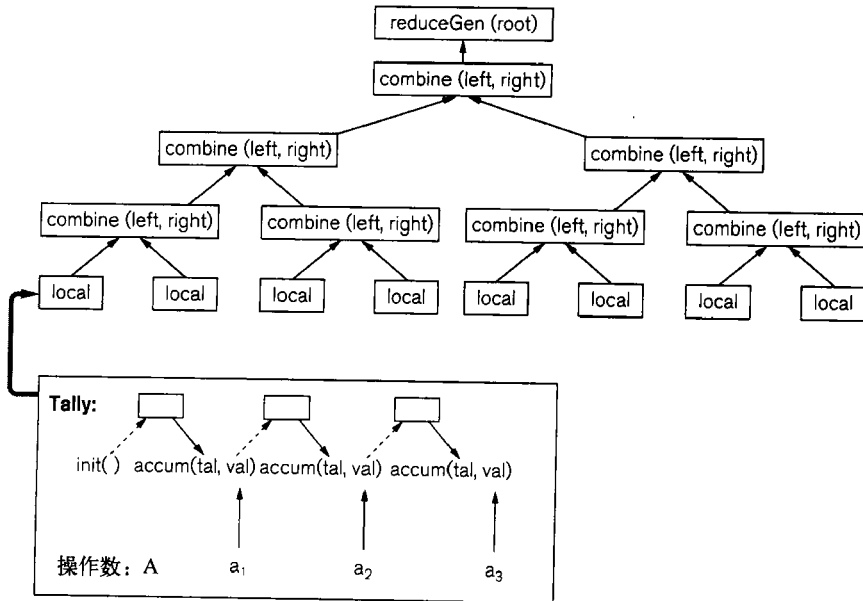 reduceGen (root)
combine (left, right)
combine (left, right)
combine (left, right)
combine (left, right)
combine (left, right)
combine (left, right)
combine (left, right)
local
local
local
local
local
local
local
local
Tally:
init( )
accum(tal, val)
accum(tal, val)
accum(tal, val)
操作数：A
a₁
a₂
a₃